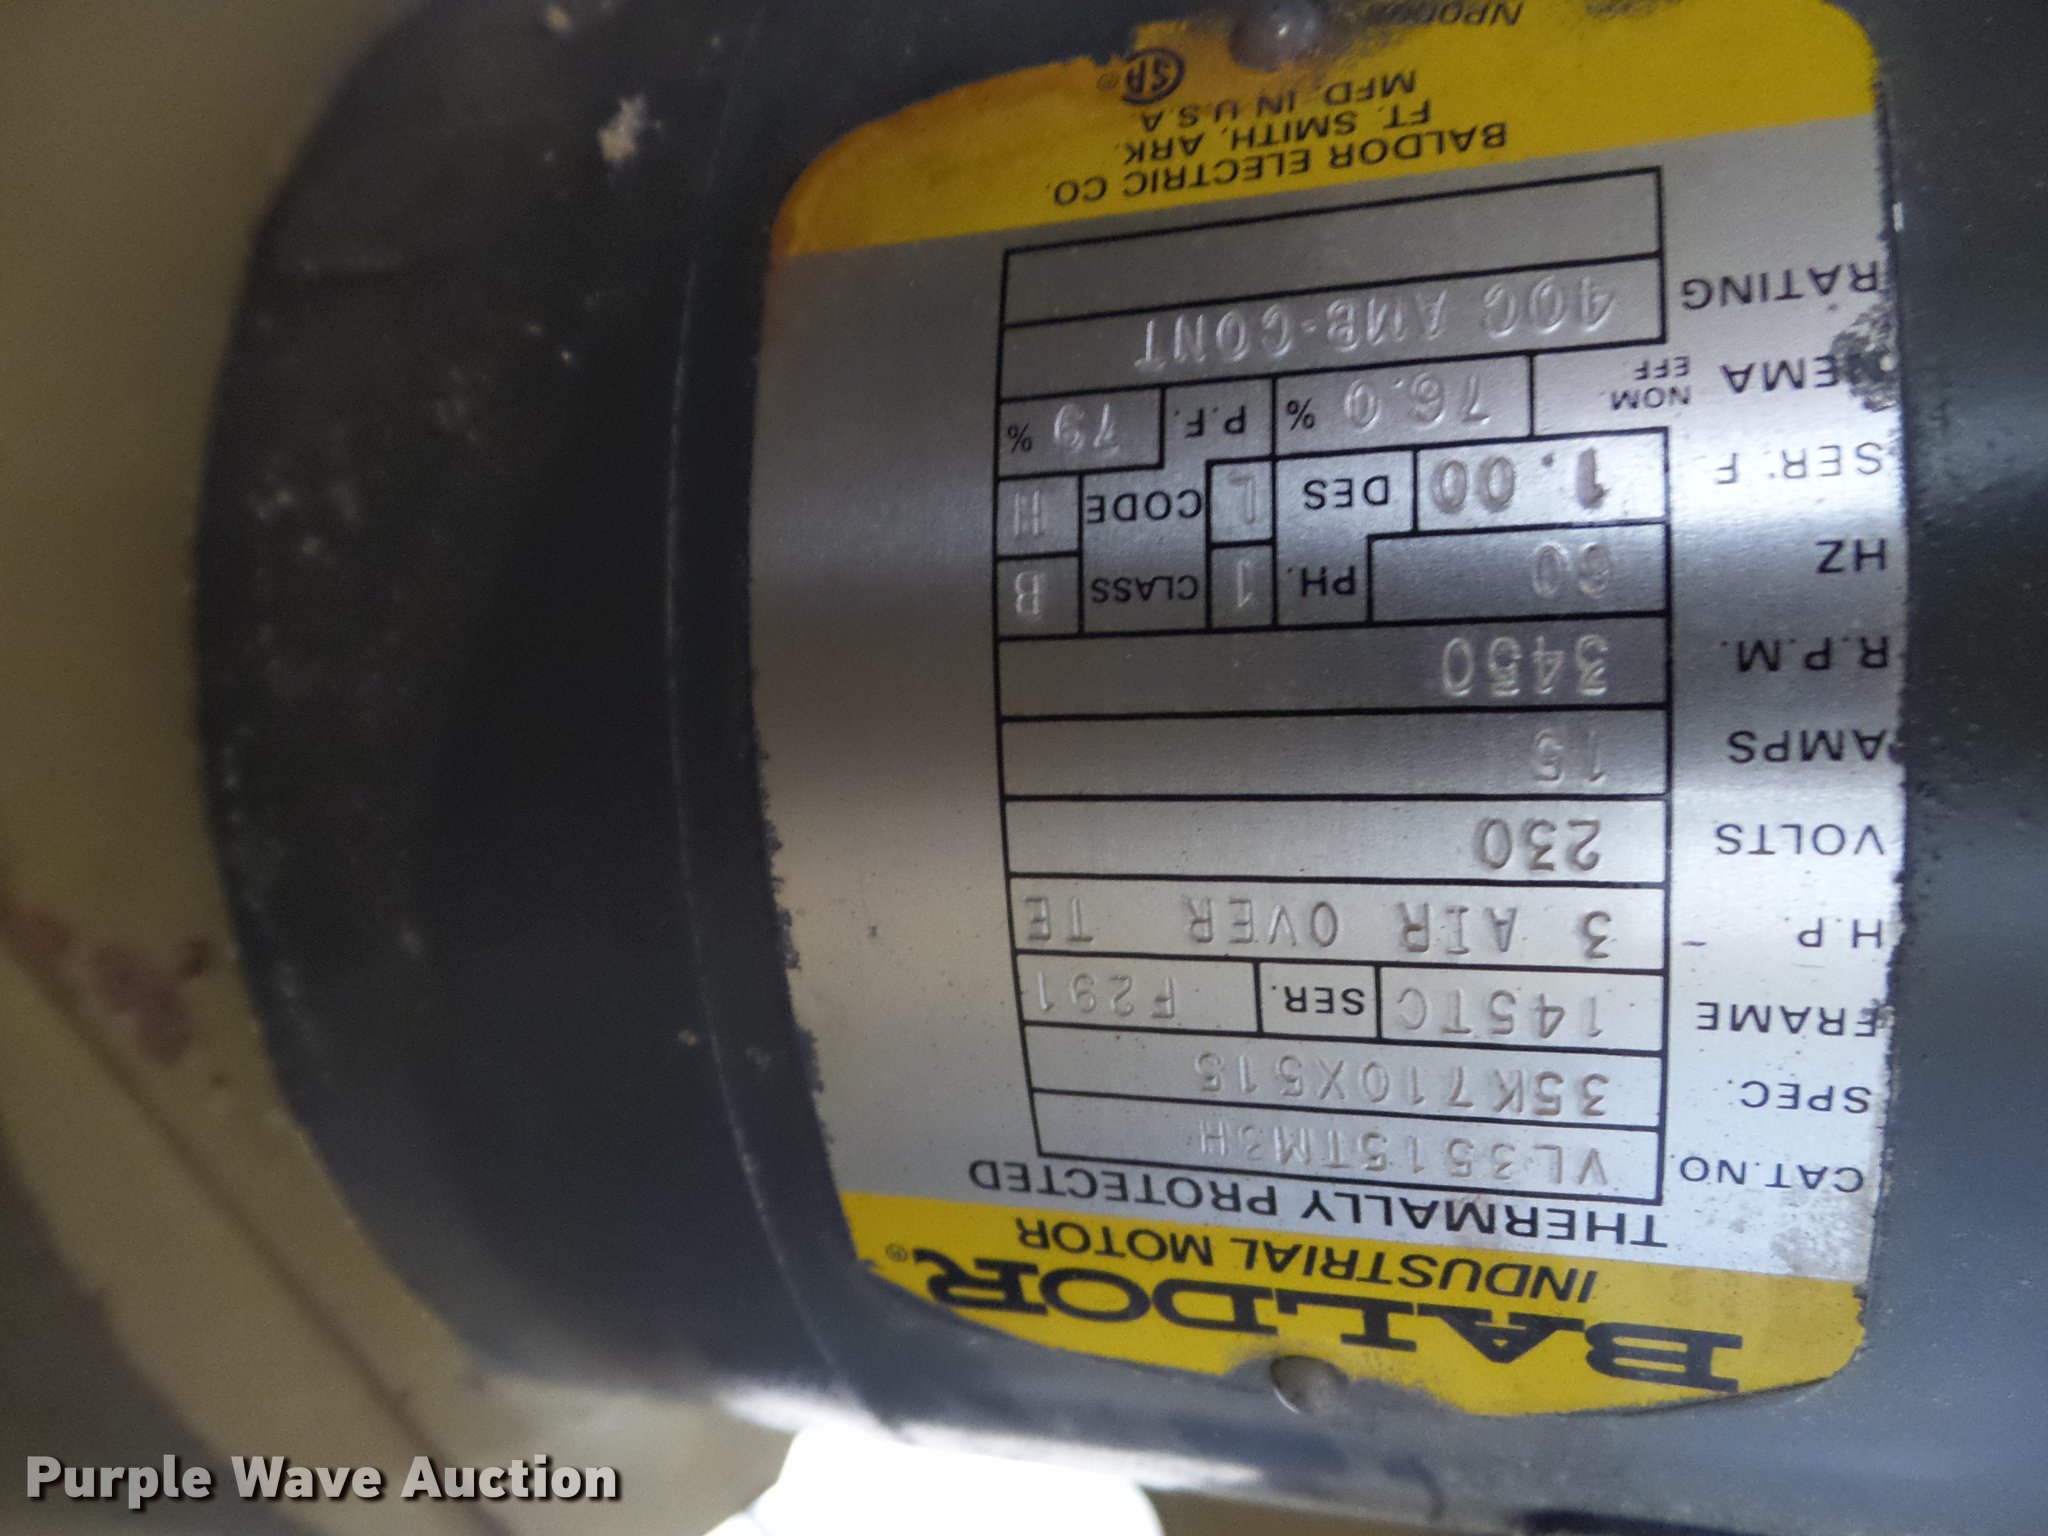 BALDOR®
INDUSTRIAL MOTOR
THERMALLY PROTECTED
CAT.NO. VL3515TM3H
SPEC. 35K710X515
FRAME 145TC SER. F291
H.P. 3 AIR OVER TE
VOLTS 230
AMPS 15
R.P.M. 3450
HZ 60 PH. 1 CLASS B
SER. F. 1.00 DES L CODE H
NEMA NOM. EFF 76.0 % P.F. 79 %
RATING 40C AMB-CONT
BALDOR ELECTRIC CO.
FT. SMITH, ARK.
MFD. IN U.S.A.
SA®
Purple Wave Auction